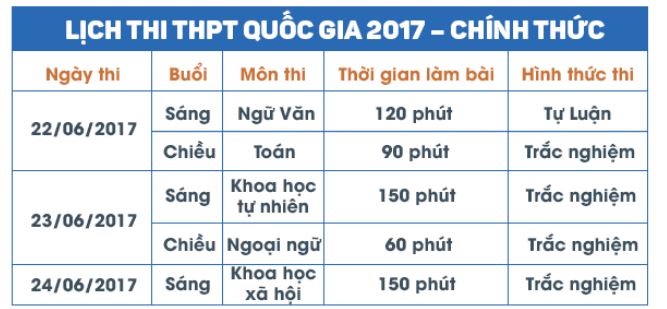 LỊCH THI THPT QUỐC GIA 2017 – CHÍNH THỨC
Ngày thi Buổi Môn thi Thời gian làm bài Hình thức thi
22/06/2017 Sáng Ngữ Văn 120 phút Tự Luận
Chiều Toán 90 phút Trắc nghiệm
23/06/2017 Sáng Khoa học tự nhiên 150 phút Trắc nghiệm
Chiều Ngoại ngữ 60 phút Trắc nghiệm
24/06/2017 Sáng Khoa học xã hội 150 phút Trắc nghiệm